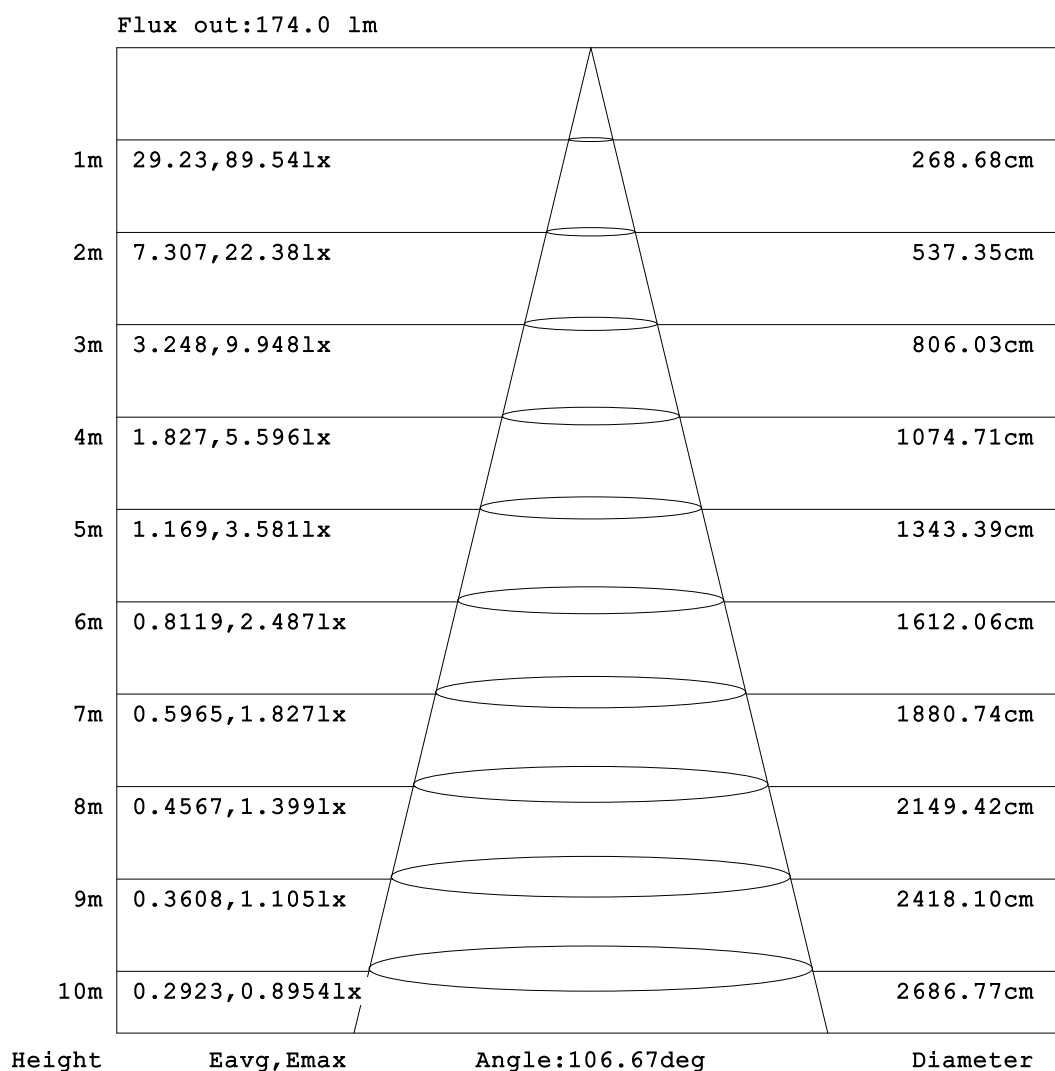 Flux out:174.0 lm
1m 29.23,89.54lx 268.68cm
2m 7.307,22.38lx 537.35cm
3m 3.248,9.948lx 806.03cm
4m 1.827,5.596lx 1074.71cm
5m 1.169,3.581lx 1343.39cm
6m 0.8119,2.487lx 1612.06cm
7m 0.5965,1.827lx 1880.74cm
8m 0.4567,1.399lx 2149.42cm
9m 0.3608,1.105lx 2418.10cm
10m 0.2923,0.8954lx 2686.77cm
Height Eavg,Emax Angle:106.67deg Diameter